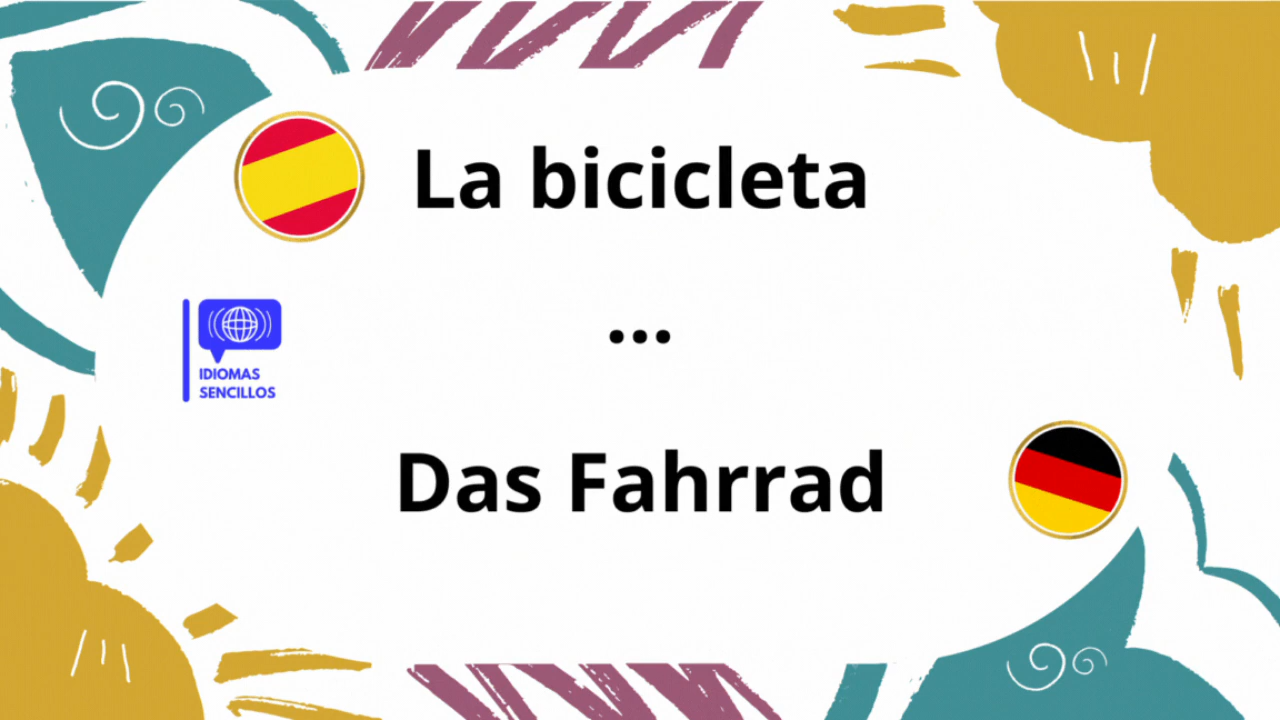 La bicicleta
...
IDIOMAS
SENCILLOS
Das Fahrrad